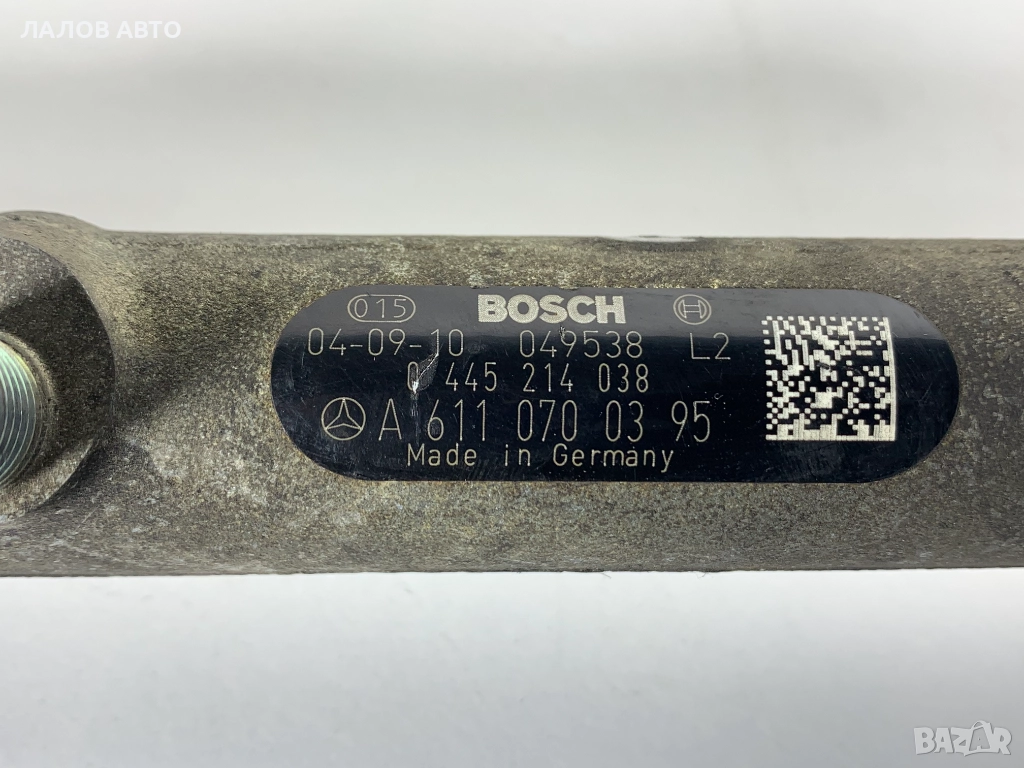 ЛАЛОВ АВТО
015 BOSCH
04-09-10 049538 L2
0 445 214 038
A 611 070 03 95
Made in Germany
BAZAR